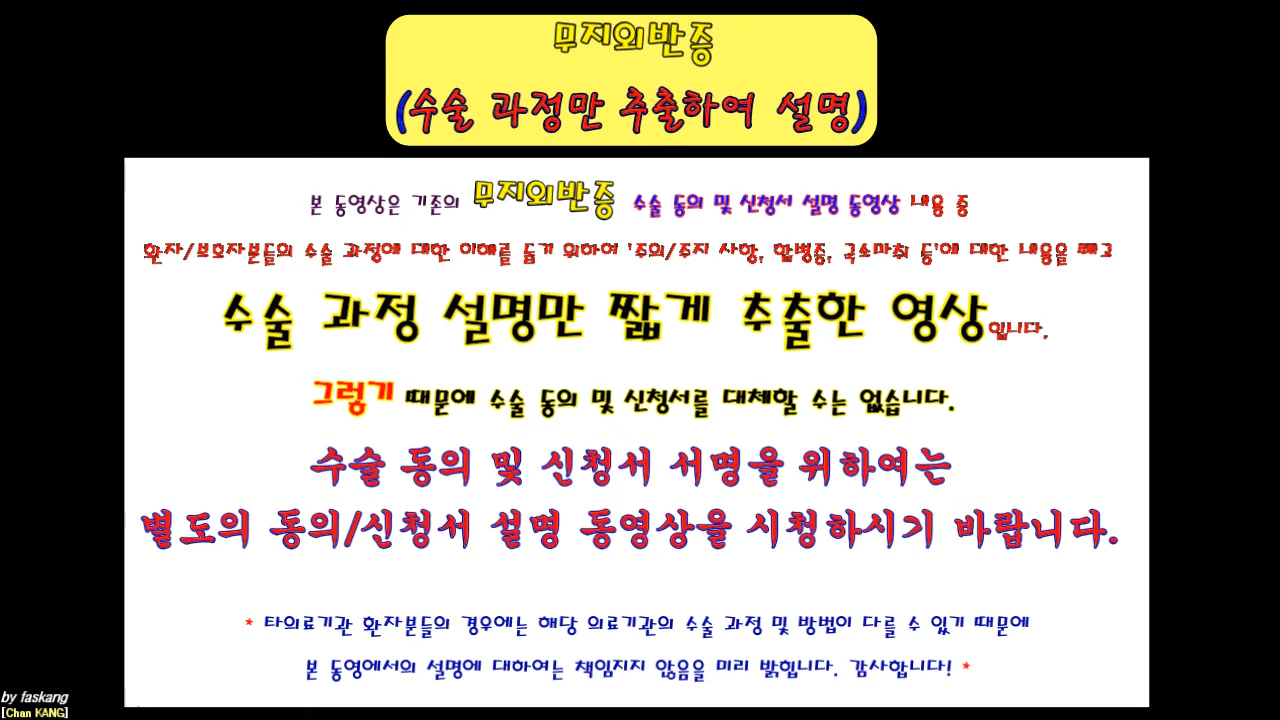 무지외반증
(수술 과정만 추출하여 설명)
본 동영상은 기존의 무지외반증 수술 동의 및 신청서 설명 동영상 내용 중
환자/보호자분들의 수술 과정에 대한 이해를 돕기 위하여 '주의/주지 사항, 합병증, 국소마취 등'에 대한 내용을 빼고
수술 과정 설명만 짧게 추출한 영상입니다.
그렇기 때문에 수술 동의 및 신청서를 대체할 수는 없습니다.
수술 동의 및 신청서 서명을 위하여는
별도의 동의/신청서 설명 동영상을 시청하시기 바랍니다.
* 타의료기관 환자분들의 경우에는 해당 의료기관의 수술 과정 및 방법이 다를 수 있기 때문에
본 동영에서의 설명에 대하여는 책임지지 않음을 미리 밝힙니다. 감사합니다! *
by faskang
[Chan KANG]